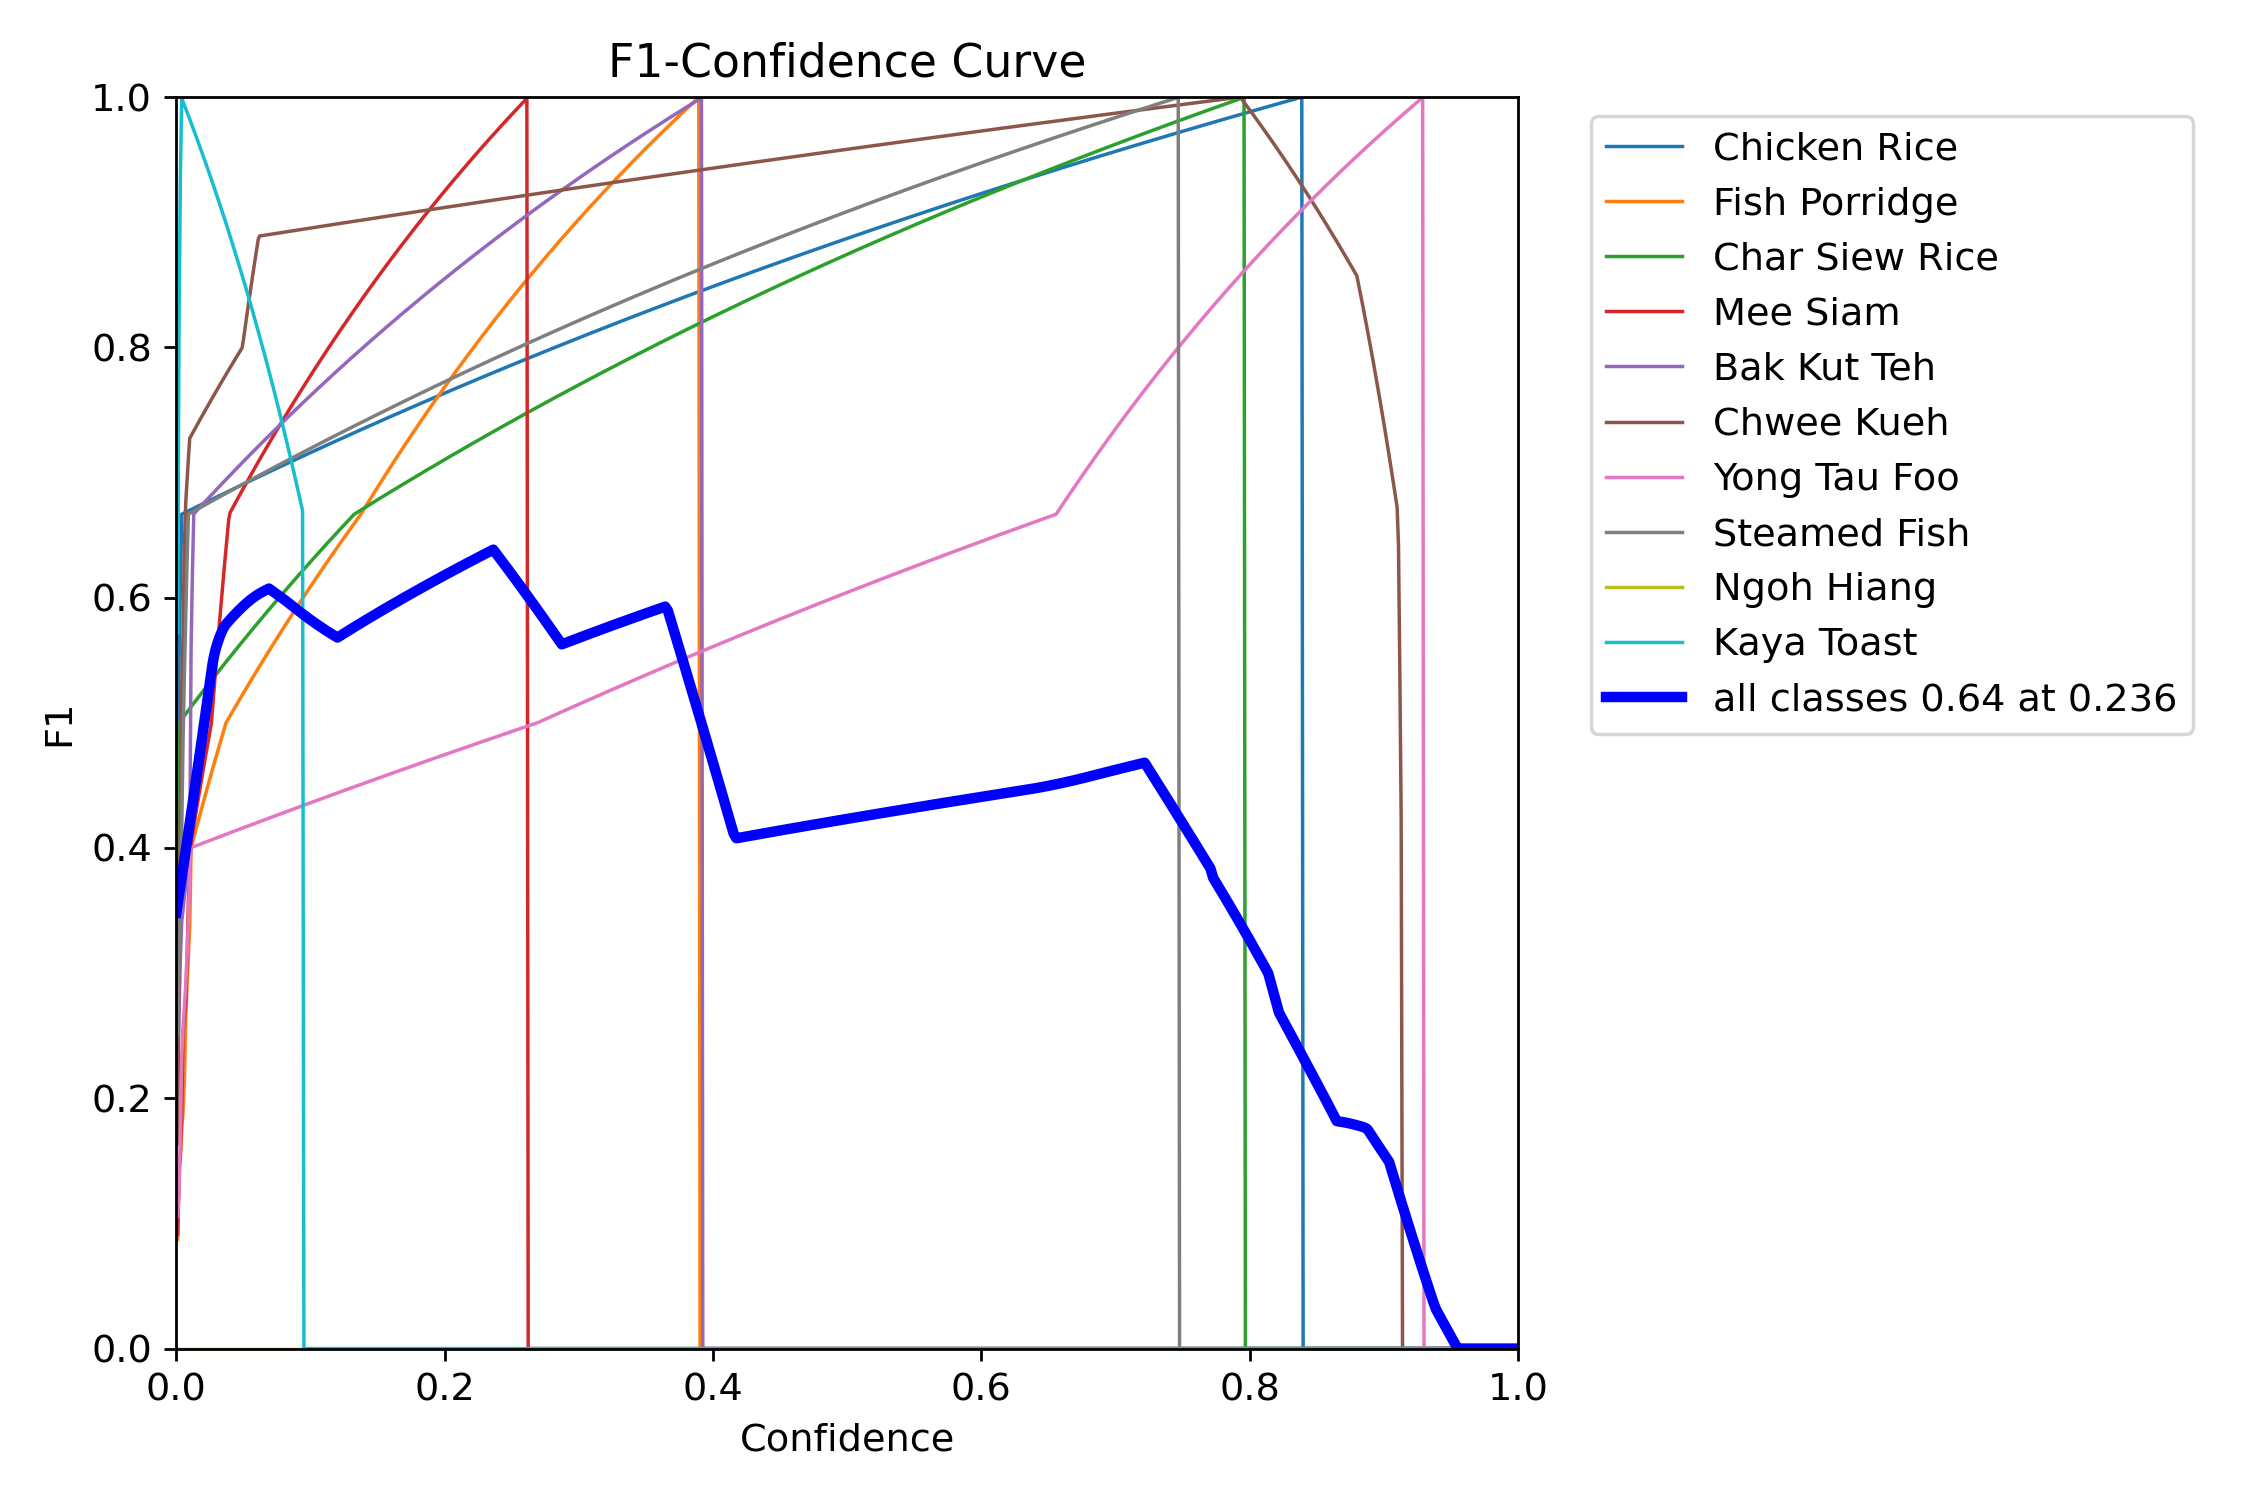 F1-Confidence Curve
1.0
0.8
0.6
0.4
0.2
0.0
F1
0.0 0.2 0.4 0.6 0.8 1.0
Confidence
Chicken Rice
Fish Porridge
Char Siew Rice
Mee Siam
Bak Kut Teh
Chwee Kueh
Yong Tau Foo
Steamed Fish
Ngoh Hiang
Kaya Toast
all classes 0.64 at 0.236